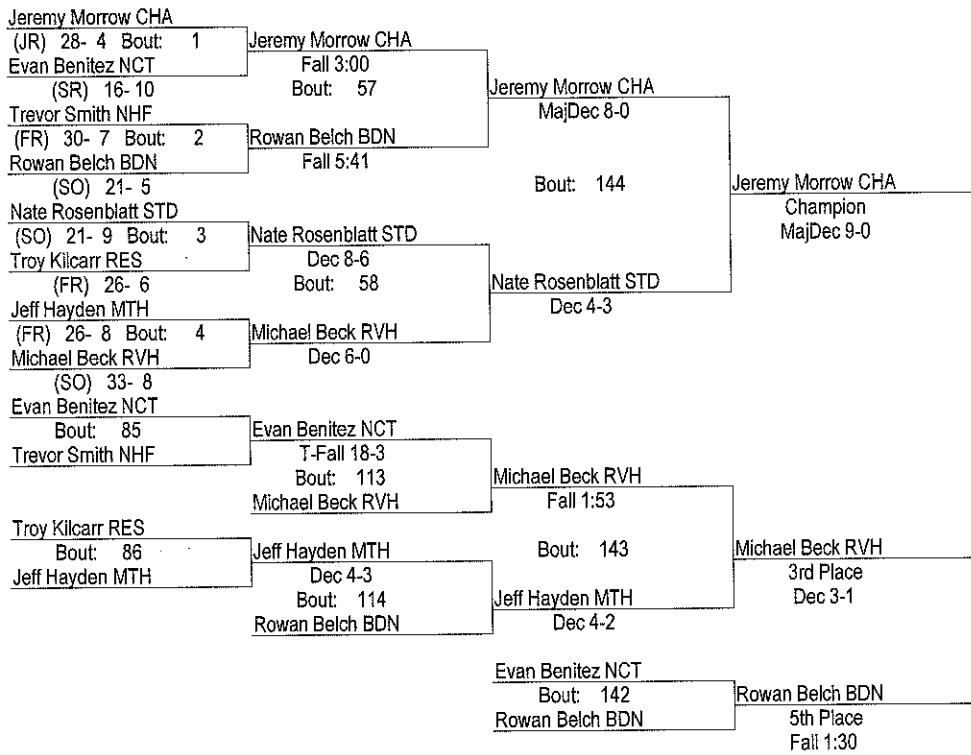 Jeremy Morrow CHA
(JR) 28- 4 Bout: 1
Evan Benitez NCT
(SR) 16- 10
Trevor Smith NHF
(FR) 30- 7 Bout: 2
Rowan Belch BDN
(SO) 21- 5
Nate Rosenblatt STD
(SO) 21- 9 Bout: 3
Troy Kilcarr RES
(FR) 26- 6
Jeff Hayden MTH
(FR) 26- 8 Bout: 4
Michael Beck RVH
(SO) 33- 8
Jeremy Morrow CHA
Fall 3:00
Bout: 57
Rowan Belch BDN
Fall 5:41
Nate Rosenblatt STD
Dec 8-6
Bout: 58
Michael Beck RVH
Dec 6-0
Jeremy Morrow CHA
MajDec 8-0
Bout: 144
Nate Rosenblatt STD
Dec 4-3
Jeremy Morrow CHA
Champion
MajDec 9-0
Evan Benitez NCT
Bout: 85
Trevor Smith NHF
Troy Kilcarr RES
Bout: 86
Jeff Hayden MTH
Evan Benitez NCT
T-Fall 18-3
Bout: 113
Michael Beck RVH
Jeff Hayden MTH
Dec 4-3
Bout: 114
Rowan Belch BDN
Michael Beck RVH
Fall 1:53
Bout: 143
Jeff Hayden MTH
Dec 4-2
Michael Beck RVH
3rd Place
Dec 3-1
Evan Benitez NCT
Bout: 142
Rowan Belch BDN
Rowan Belch BDN
5th Place
Fall 1:30